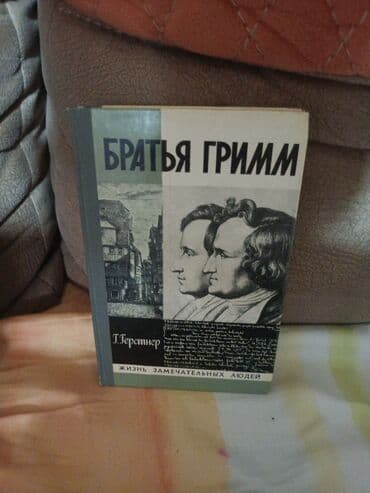 БРАТЬЯ ГРИММ
Г. Герстнер
ЖИЗНЬ ЗАМЕЧАТЕЛЬНЫХ ЛЮДЕЙ